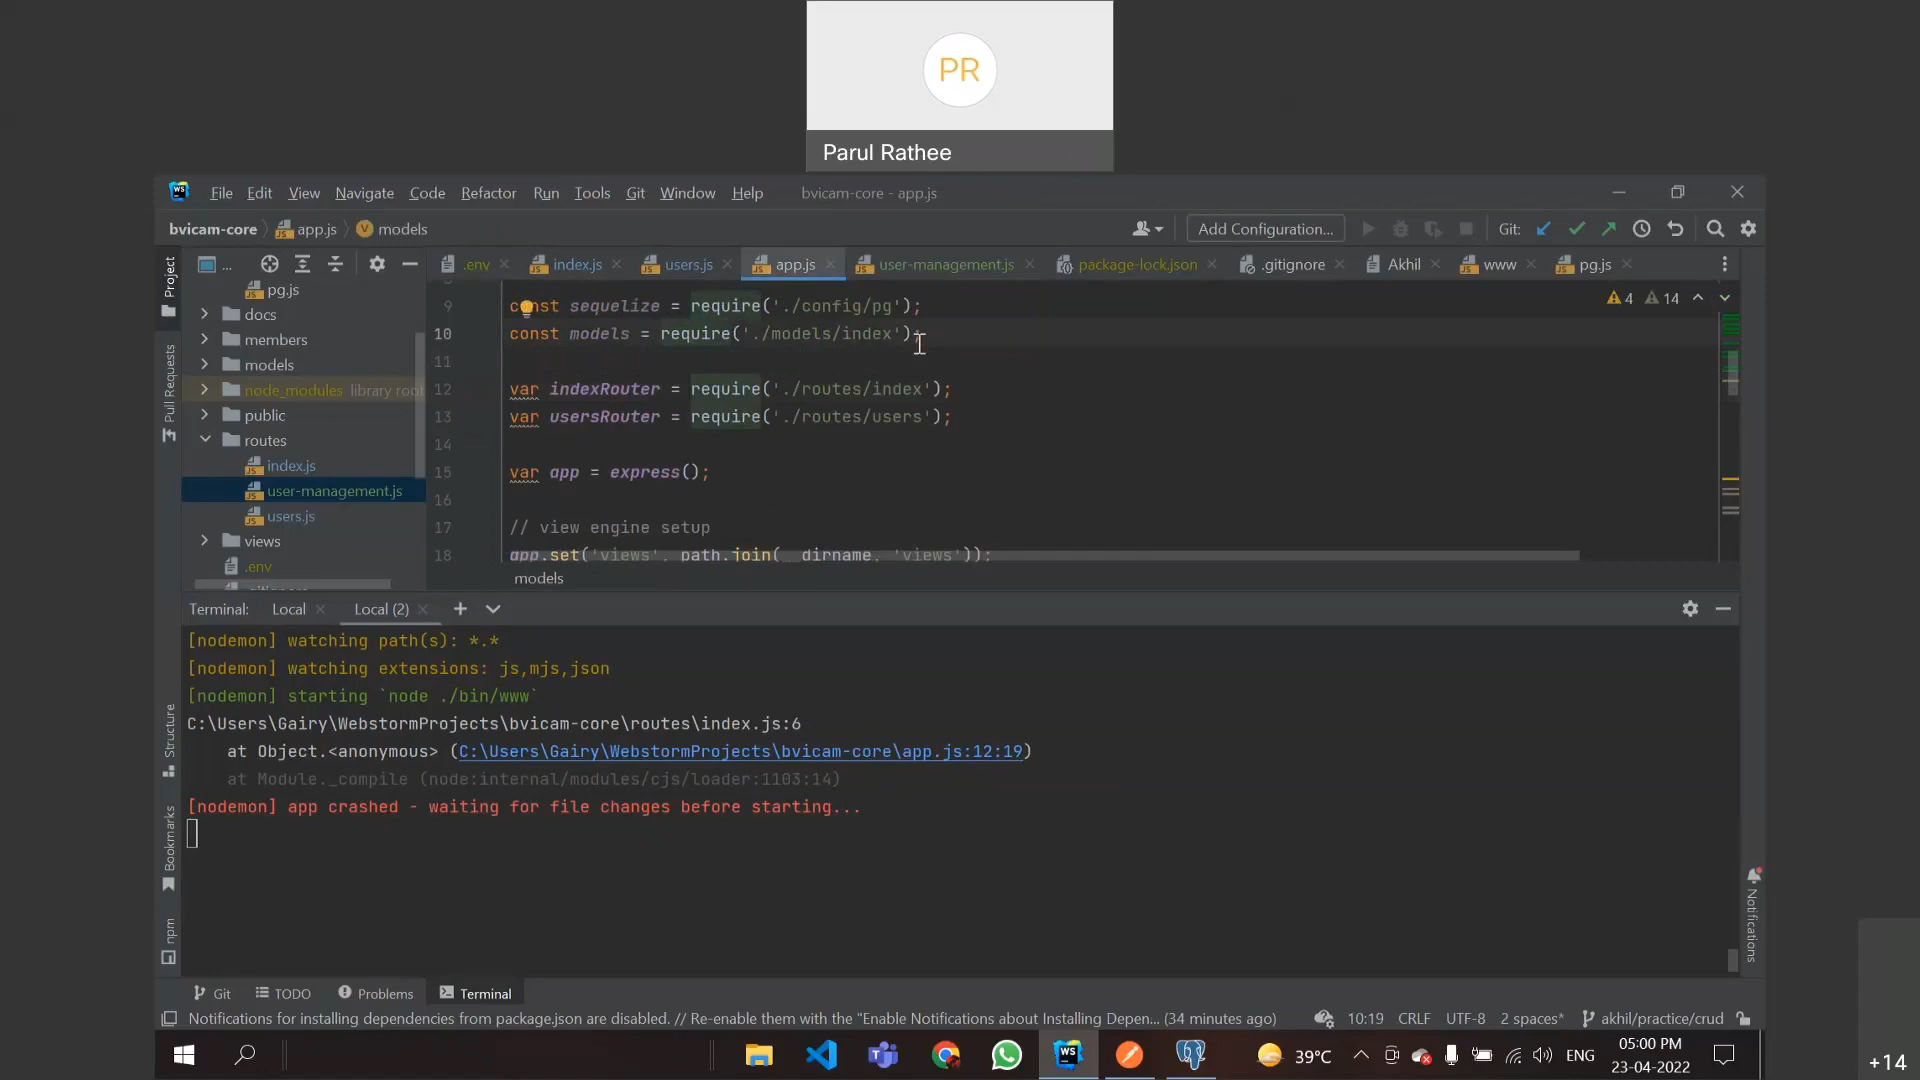 PR
Parul Rathee
WS File Edit View Navigate Code Refactor Run Tools Git Window Help bvicam-core - app.js
bvicam-core app.js models Add Configuration... Git:
Project ... .env index.js users.js app.js user-management.js package-lock.json .gitignore Akhil www pg.js
pg.js
docs
members
models
node_modules library root
public
routes
index.js
user-management.js
users.js
views
.env
Pull Requests
4 14
9 const sequelize = require('./config/pg');
10 const models = require('./models/index');
11
12 var indexRouter = require('./routes/index');
13 var usersRouter = require('./routes/users');
14
15 var app = express();
16
17 // view engine setup
18 app.set('views', path.join(__dirname, 'views'));
models
Terminal: Local Local (2)
[nodemon] watching path(s): *.*
[nodemon] watching extensions: js,mjs,json
[nodemon] starting `node ./bin/www`
C:\Users\Gairy\WebstormProjects\bvicam-core\routes\index.js:6
at Object.<anonymous> (C:\Users\Gairy\WebstormProjects\bvicam-core\app.js:12:19)
at Module._compile (node:internal/modules/cjs/loader:1103:14)
[nodemon] app crashed - waiting for file changes before starting...
Structure
Bookmarks
npm
Notifications
Git TODO Problems Terminal
Notifications for installing dependencies from package.json are disabled. // Re-enable them with the "Enable Notifications about Installing Depen... (34 minutes ago) 10:19 CRLF UTF-8 2 spaces* akhil/practice/crud
WS 39°C ENG 05:00 PM
23-04-2022
+14